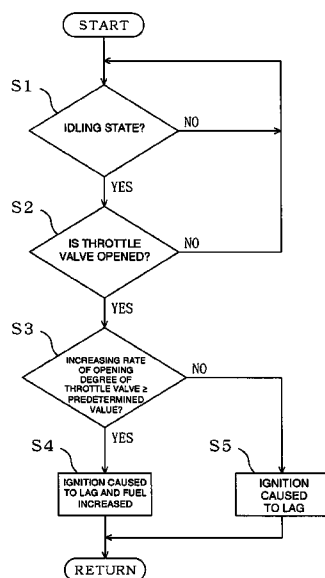 START
S1
IDLING STATE?
NO
YES
S2
IS THROTTLE
VALVE OPENED?
NO
YES
S3
INCREASING RATE
OF OPENING
DEGREE OF
THROTTLE VALVE ≥
PREDETERMINED
VALUE?
NO
YES
S4
IGNITION CAUSED
TO LAG AND FUEL
INCREASED
S5
IGNITION
CAUSED
TO LAG
RETURN